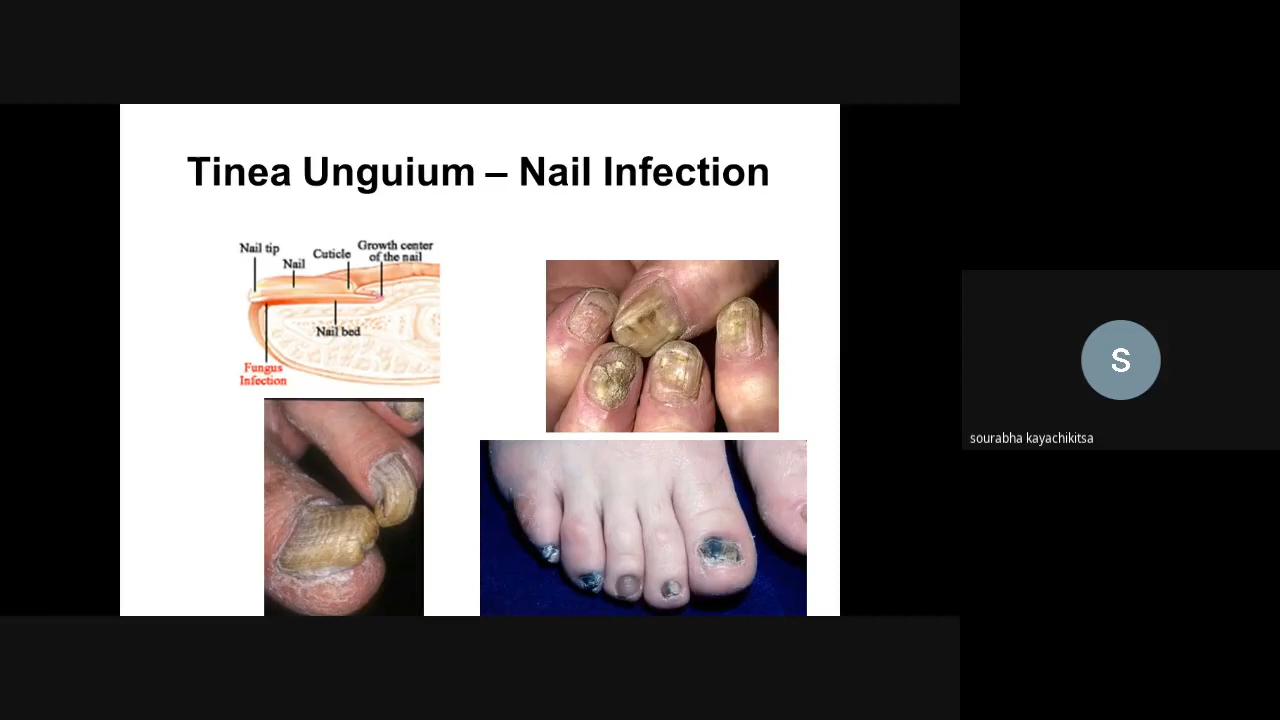 Tinea Unguium – Nail Infection
Nail tip
Nail
Cuticle
Growth center
of the nail
Nail bed
Fungus
Infection
S
sourabha kayachikitsa